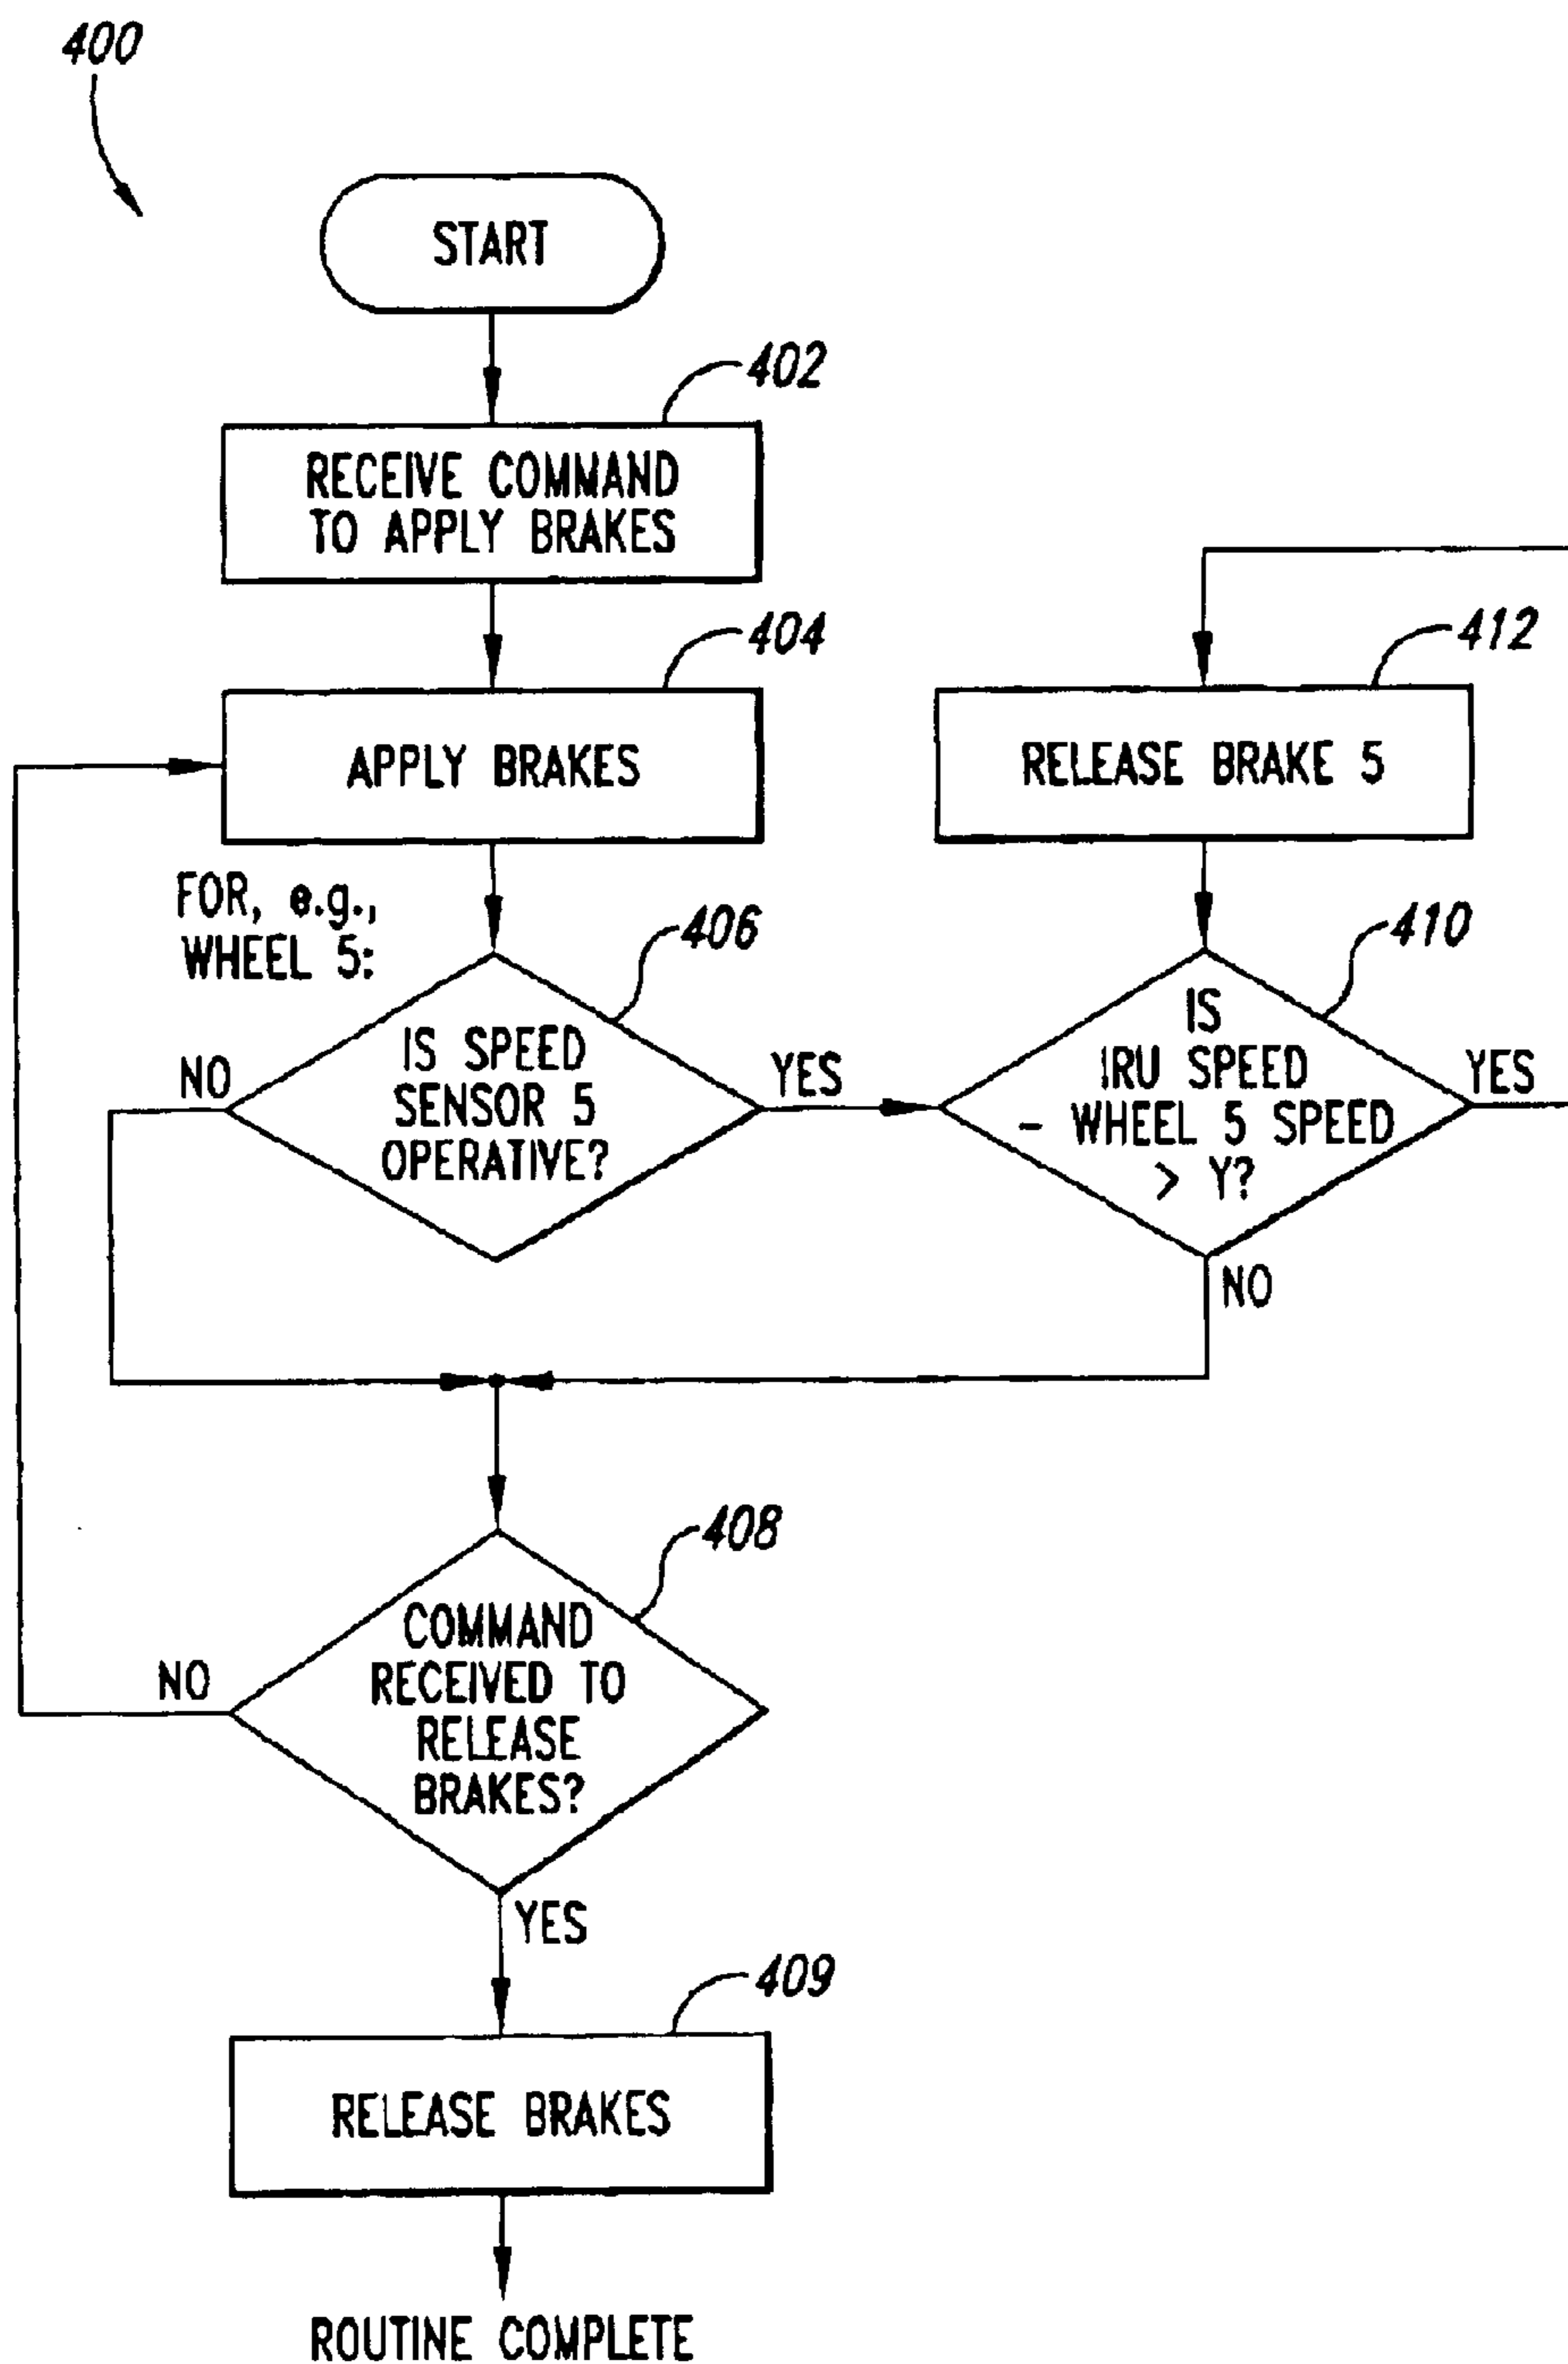 400
START
402
RECEIVE COMMAND
TO APPLY BRAKES
404
APPLY BRAKES
412
RELEASE BRAKE 5
FOR, e.g.,
WHEEL 5:
406
IS SPEED
SENSOR 5
OPERATIVE?
NO
YES
410
IS
IRU SPEED
- WHEEL 5 SPEED
> Y?
YES
NO
408
COMMAND
RECEIVED TO
RELEASE
BRAKES?
NO
YES
409
RELEASE BRAKES
ROUTINE COMPLETE